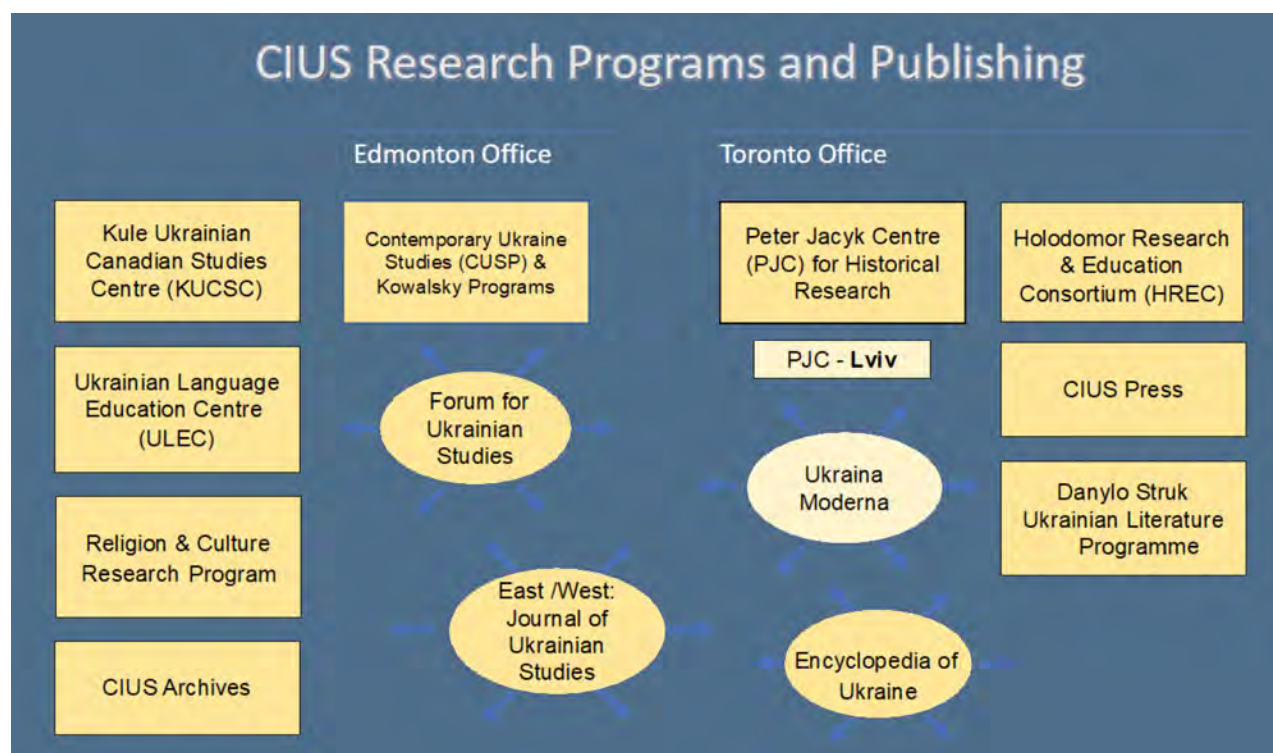 CIUS Research Programs and Publishing
Edmonton Office
Kule Ukrainian
Canadian Studies
Centre (KUCSC)
Contemporary Ukraine
Studies (CUSP) &
Kowalsky Programs
Ukrainian Language
Education Centre
(ULEC)
Forum for
Ukrainian
Studies
Religion & Culture
Research Program
East /West:
Journal of
Ukrainian
Studies
CIUS Archives
Toronto Office
Peter Jacyk Centre
(PJC) for Historical
Research
Holodomor Research
& Education
Consortium (HREC)
PJC - Lviv
CIUS Press
Ukraina
Moderna
Danylo Struk
Ukrainian Literature
Programme
Encyclopedia of
Ukraine